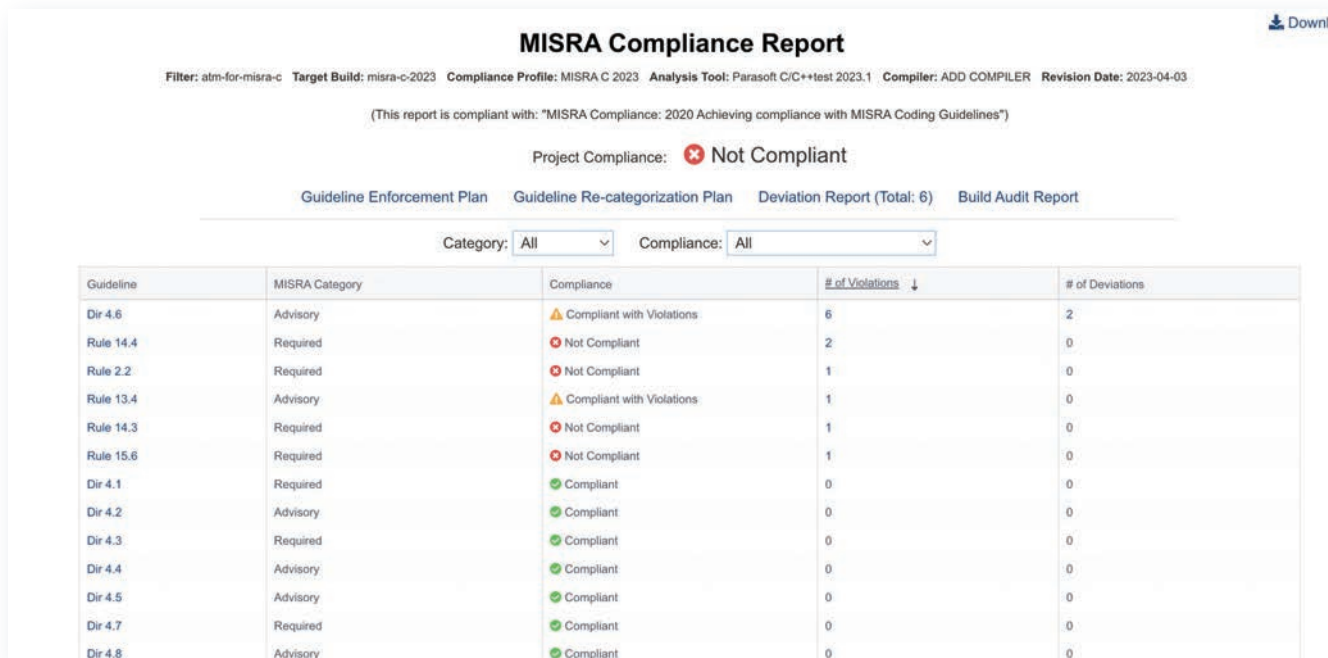 Downl
MISRA Compliance Report
Filter: atm-for-misra-c Target Build: misra-c-2023 Compliance Profile: MISRA C 2023 Analysis Tool: Parasoft C/C++test 2023.1 Compiler: ADD COMPILER Revision Date: 2023-04-03
(This report is compliant with: "MISRA Compliance: 2020 Achieving compliance with MISRA Coding Guidelines")
Project Compliance: Not Compliant
Guideline Enforcement Plan Guideline Re-categorization Plan Deviation Report (Total: 6) Build Audit Report
Category: All Compliance: All
Guideline MISRA Category Compliance # of Violations ↓ # of Deviations
Dir 4.6 Advisory Compliant with Violations 6 2
Rule 14.4 Required Not Compliant 2 0
Rule 2.2 Required Not Compliant 1 0
Rule 13.4 Advisory Compliant with Violations 1 0
Rule 14.3 Required Not Compliant 1 0
Rule 15.6 Required Not Compliant 1 0
Dir 4.1 Required Compliant 0 0
Dir 4.2 Advisory Compliant 0 0
Dir 4.3 Required Compliant 0 0
Dir 4.4 Advisory Compliant 0 0
Dir 4.5 Advisory Compliant 0 0
Dir 4.7 Required Compliant 0 0
Dir 4.8 Advisory Compliant 0 0